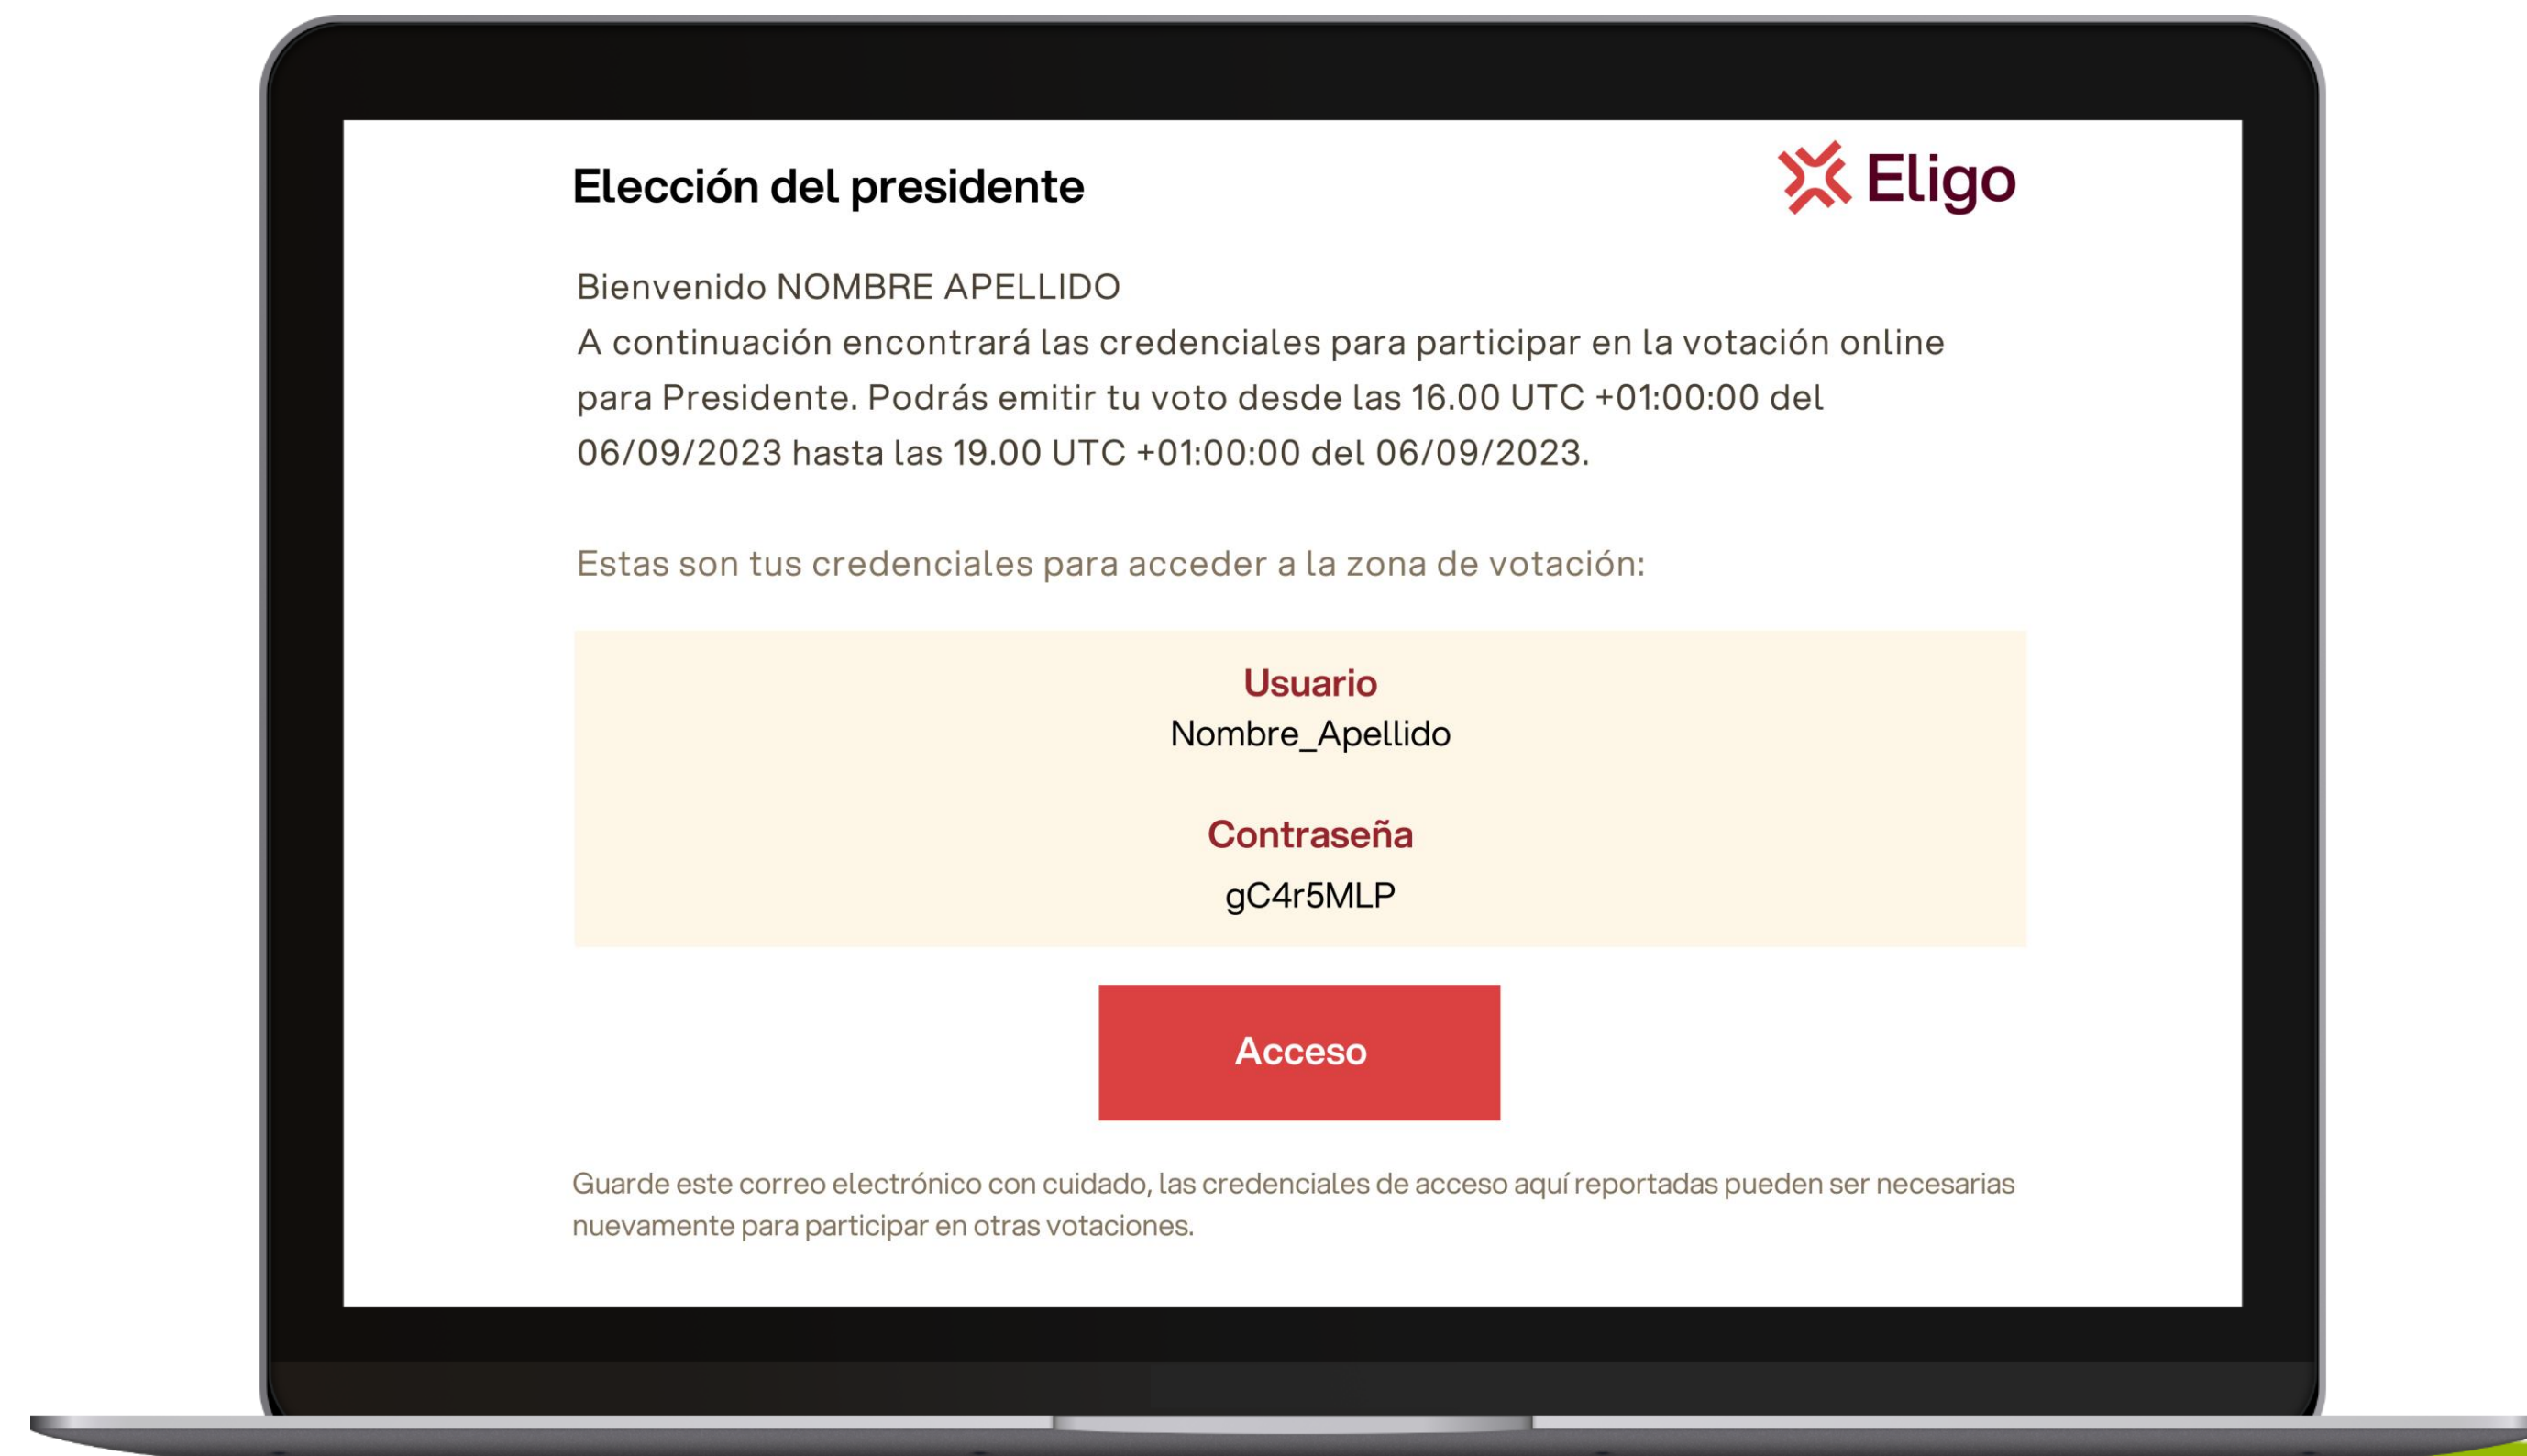 Elección del presidente
Eligo
Bienvenido NOMBRE APELLIDO
A continuación encontrará las credenciales para participar en la votación online
para Presidente. Podrás emitir tu voto desde las 16.00 UTC +01:00:00 del
06/09/2023 hasta las 19.00 UTC +01:00:00 del 06/09/2023.
Estas son tus credenciales para acceder a la zona de votación:
Usuario
Nombre_Apellido
Contraseña
gC4r5MLP
Acceso
Guarde este correo electrónico con cuidado, las credenciales de acceso aquí reportadas pueden ser necesarias
nuevamente para participar en otras votaciones.